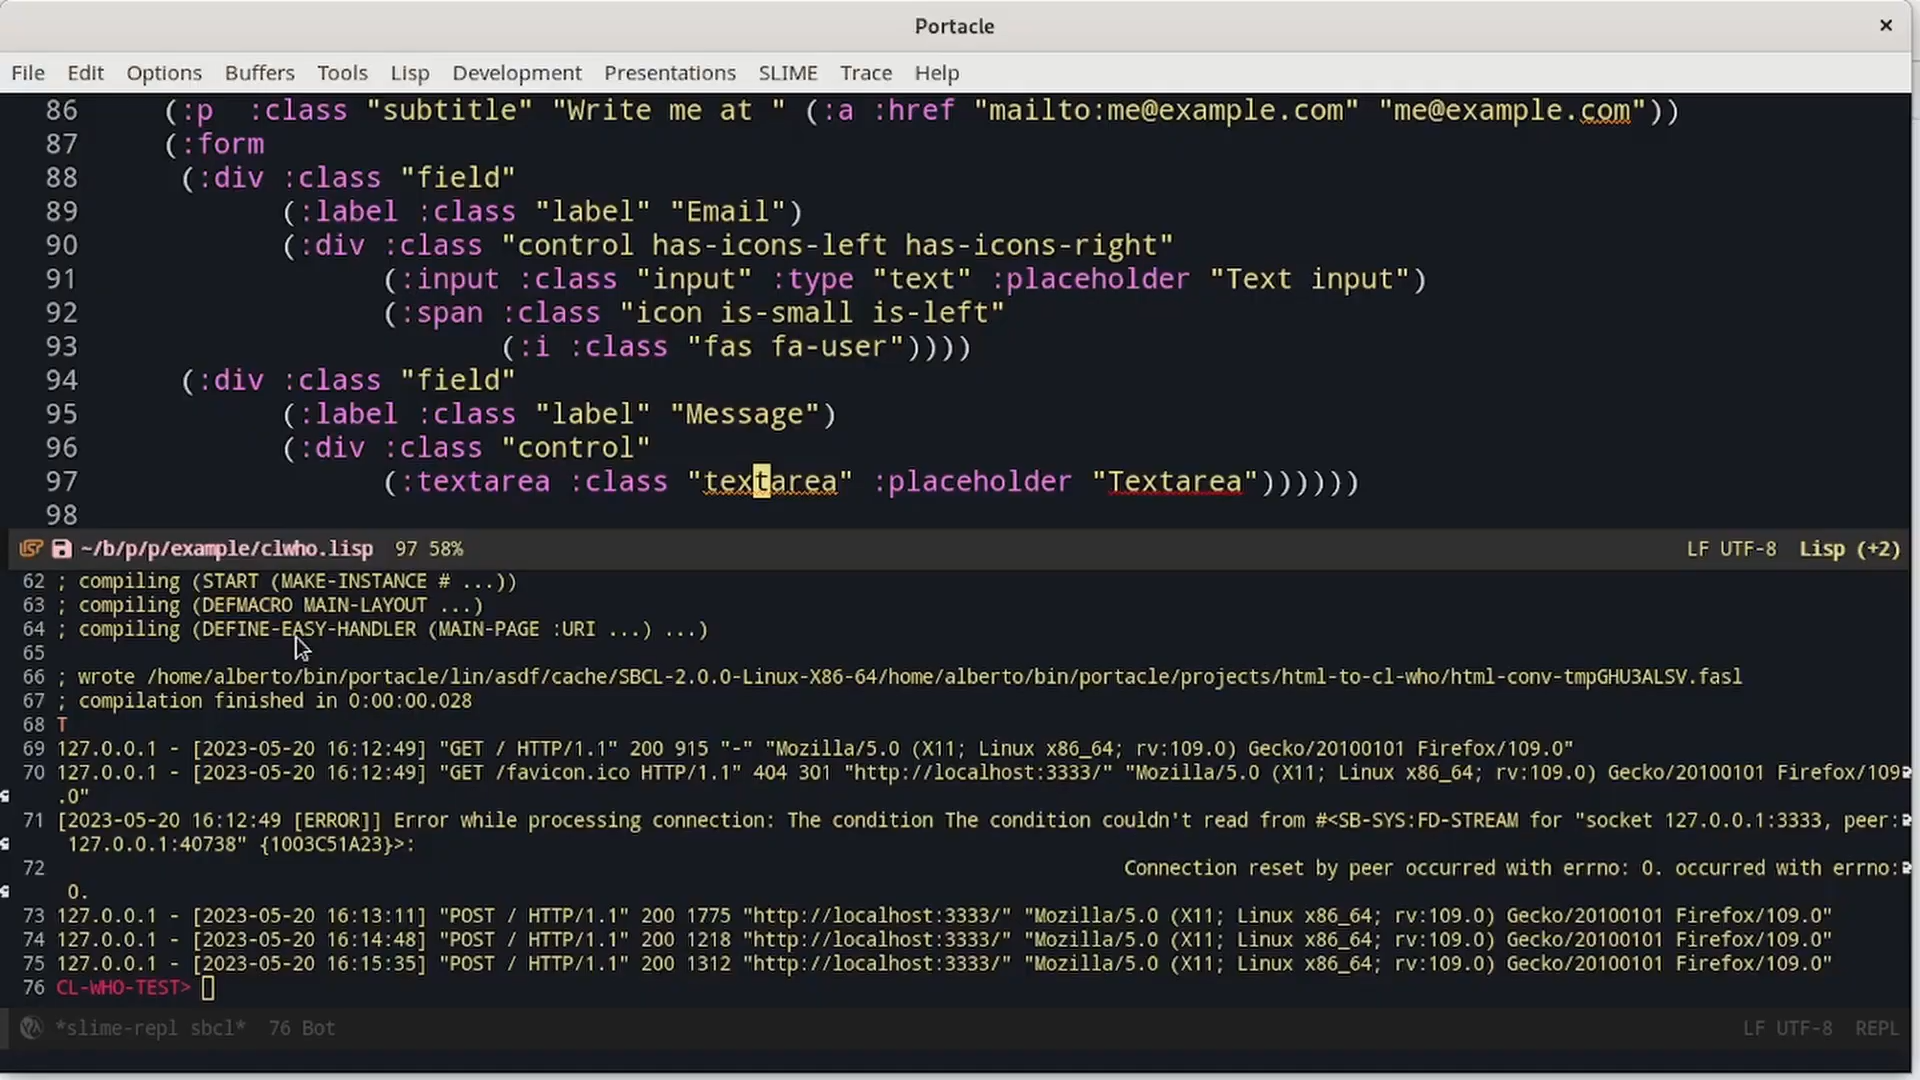 Portacle
File Edit Options Buffers Tools Lisp Development Presentations SLIME Trace Help
86 (:p  :class "subtitle" "Write me at " (:a :href "mailto:me@example.com" "me@example.com"))
87 (:form
88 (:div :class "field"
89 (:label :class "label" "Email")
90 (:div :class "control has-icons-left has-icons-right"
91 (:input :class "input" :type "text" :placeholder "Text input")
92 (:span :class "icon is-small is-left"
93 (:i :class "fas fa-user"))))
94 (:div :class "field"
95 (:label :class "label" "Message")
96 (:div :class "control"
97 (:textarea :class "textarea" :placeholder "Textarea"))))))
98
~/b/p/p/example/clwho.lisp 97 58% LF UTF-8 Lisp (+2)
62 ; compiling (START (MAKE-INSTANCE # ...))
63 ; compiling (DEFMACRO MAIN-LAYOUT ...)
64 ; compiling (DEFINE-EASY-HANDLER (MAIN-PAGE :URI ...) ...)
65
66 ; wrote /home/alberto/bin/portacle/lin/asdf/cache/SBCL-2.0.0-Linux-X86-64/home/alberto/bin/portacle/projects/html-to-cl-who/html-conv-tmpGHU3ALSV.fasl
67 ; compilation finished in 0:00:00.028
68 T
69 127.0.0.1 - [2023-05-20 16:12:49] "GET / HTTP/1.1" 200 915 "-" "Mozilla/5.0 (X11; Linux x86_64; rv:109.0) Gecko/20100101 Firefox/109.0"
70 127.0.0.1 - [2023-05-20 16:12:49] "GET /favicon.ico HTTP/1.1" 404 301 "http://localhost:3333/" "Mozilla/5.0 (X11; Linux x86_64; rv:109.0) Gecko/20100101 Firefox/109
.0"
71 [2023-05-20 16:12:49 [ERROR]] Error while processing connection: The condition The condition couldn't read from #<SB-SYS:FD-STREAM for "socket 127.0.0.1:3333, peer:
127.0.0.1:40738" {1003C51A23}>:
72 Connection reset by peer occurred with errno: 0. occurred with errno:
0.
73 127.0.0.1 - [2023-05-20 16:13:11] "POST / HTTP/1.1" 200 1775 "http://localhost:3333/" "Mozilla/5.0 (X11; Linux x86_64; rv:109.0) Gecko/20100101 Firefox/109.0"
74 127.0.0.1 - [2023-05-20 16:14:48] "POST / HTTP/1.1" 200 1218 "http://localhost:3333/" "Mozilla/5.0 (X11; Linux x86_64; rv:109.0) Gecko/20100101 Firefox/109.0"
75 127.0.0.1 - [2023-05-20 16:15:35] "POST / HTTP/1.1" 200 1312 "http://localhost:3333/" "Mozilla/5.0 (X11; Linux x86_64; rv:109.0) Gecko/20100101 Firefox/109.0"
76 CL-WHO-TEST>
*slime-repl sbcl* 76 Bot LF UTF-8 REPL